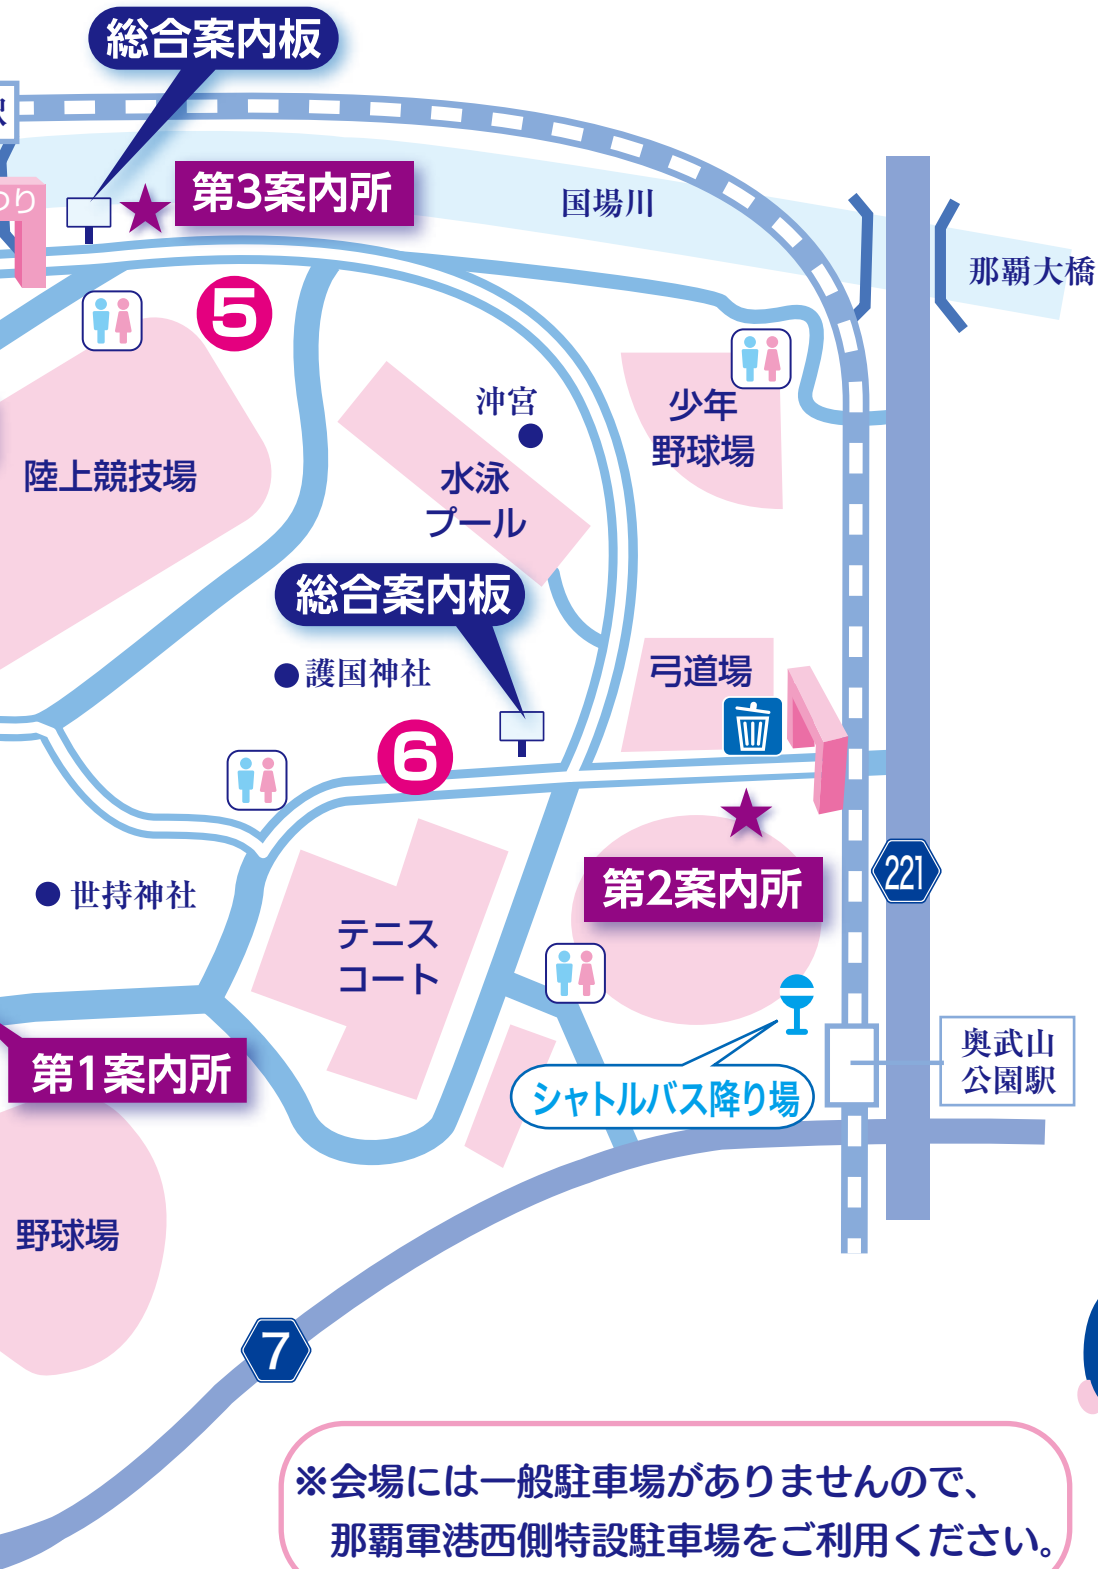 総合案内板
駅
つり
第3案内所
国場川
那覇大橋
5
沖宮
少年
野球場
陸上競技場
水泳
プール
総合案内板
護国神社
弓道場
6
221
第2案内所
世持神社
テニス
コート
奥武山
公園駅
第1案内所
シャトルバス降り場
野球場
7
※会場には一般駐車場がありませんので、
那覇軍港西側特設駐車場をご利用ください。